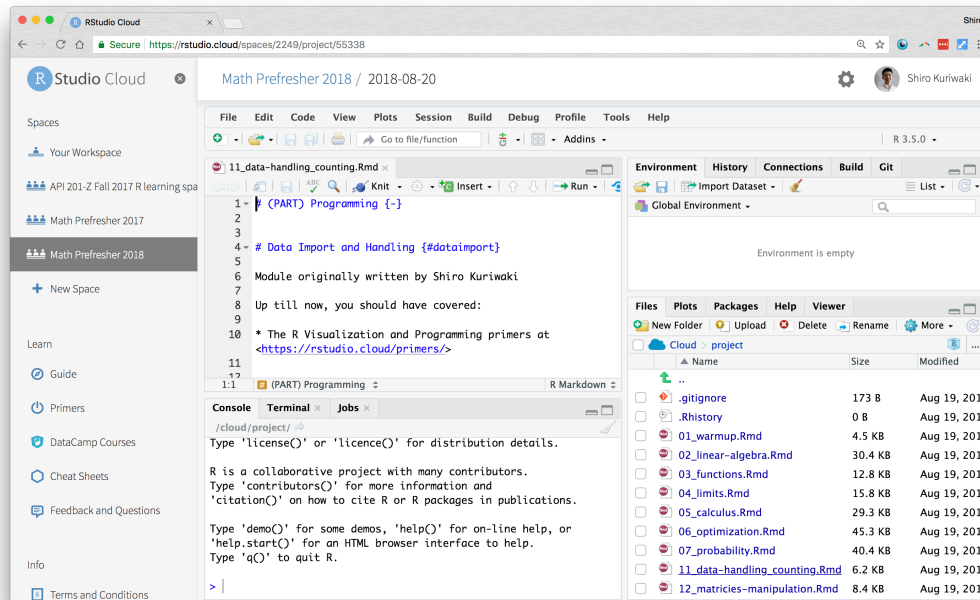 RStudio Cloud
Shiro
Secure https://rstudio.cloud/spaces/2249/project/55338
R Studio Cloud
Math Prefresher 2018 / 2018-08-20
Shiro Kuriwaki
Spaces
Your Workspace
API 201-Z Fall 2017 R learning spa
Math Prefresher 2017
Math Prefresher 2018
New Space
Learn
Guide
Primers
DataCamp Courses
Cheat Sheets
Feedback and Questions
Info
Terms and Conditions
File Edit Code View Plots Session Build Debug Profile Tools Help
Go to file/function Addins R 3.5.0
11_data-handling_counting.Rmd
ABC Knit Insert Run
1 # (PART) Programming {-}
2
3
4 # Data Import and Handling {#dataimport}
5
6 Module originally written by Shiro Kuriwaki
7
8 Up till now, you should have covered:
9
10 * The R Visualization and Programming primers at
<https://rstudio.cloud/primers/>
11
12
1:1 # (PART) Programming R Markdown
Console Terminal Jobs
/cloud/project/
Type 'license()' or 'licence()' for distribution details.
R is a collaborative project with many contributors.
Type 'contributors()' for more information and
'citation()' on how to cite R or R packages in publications.
Type 'demo()' for some demos, 'help()' for on-line help, or
'help.start()' for an HTML browser interface to help.
Type 'q()' to quit R.
>
Environment History Connections Build Git
Import Dataset List
Global Environment
Environment is empty
Files Plots Packages Help Viewer
New Folder Upload Delete Rename More
Cloud project ...
Name Size Modified
..
.gitignore 173 B Aug 19, 201
.Rhistory 0 B Aug 19, 201
01_warmup.Rmd 4.5 KB Aug 19, 201
02_linear-algebra.Rmd 30.4 KB Aug 19, 201
03_functions.Rmd 12.8 KB Aug 19, 201
04_limits.Rmd 15.8 KB Aug 19, 201
05_calculus.Rmd 29.3 KB Aug 19, 201
06_optimization.Rmd 45.3 KB Aug 19, 201
07_probability.Rmd 40.4 KB Aug 19, 201
11_data-handling_counting.Rmd 6.2 KB Aug 19, 201
12_matricies-manipulation.Rmd 8.4 KB Aug 19, 201